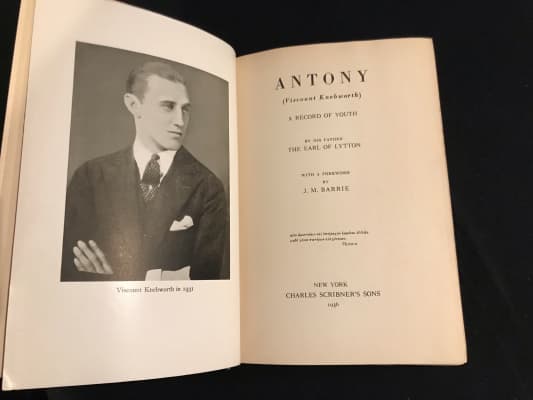 Viscount Knebworth in 1931
ANTONY
(Viscount Knebworth)
A RECORD OF YOUTH
BY HIS FATHER
THE EARL OF LYTTON
WITH A FOREWORD
BY
J. M. BARRIE
NEW YORK
CHARLES SCRIBNER'S SONS
1936